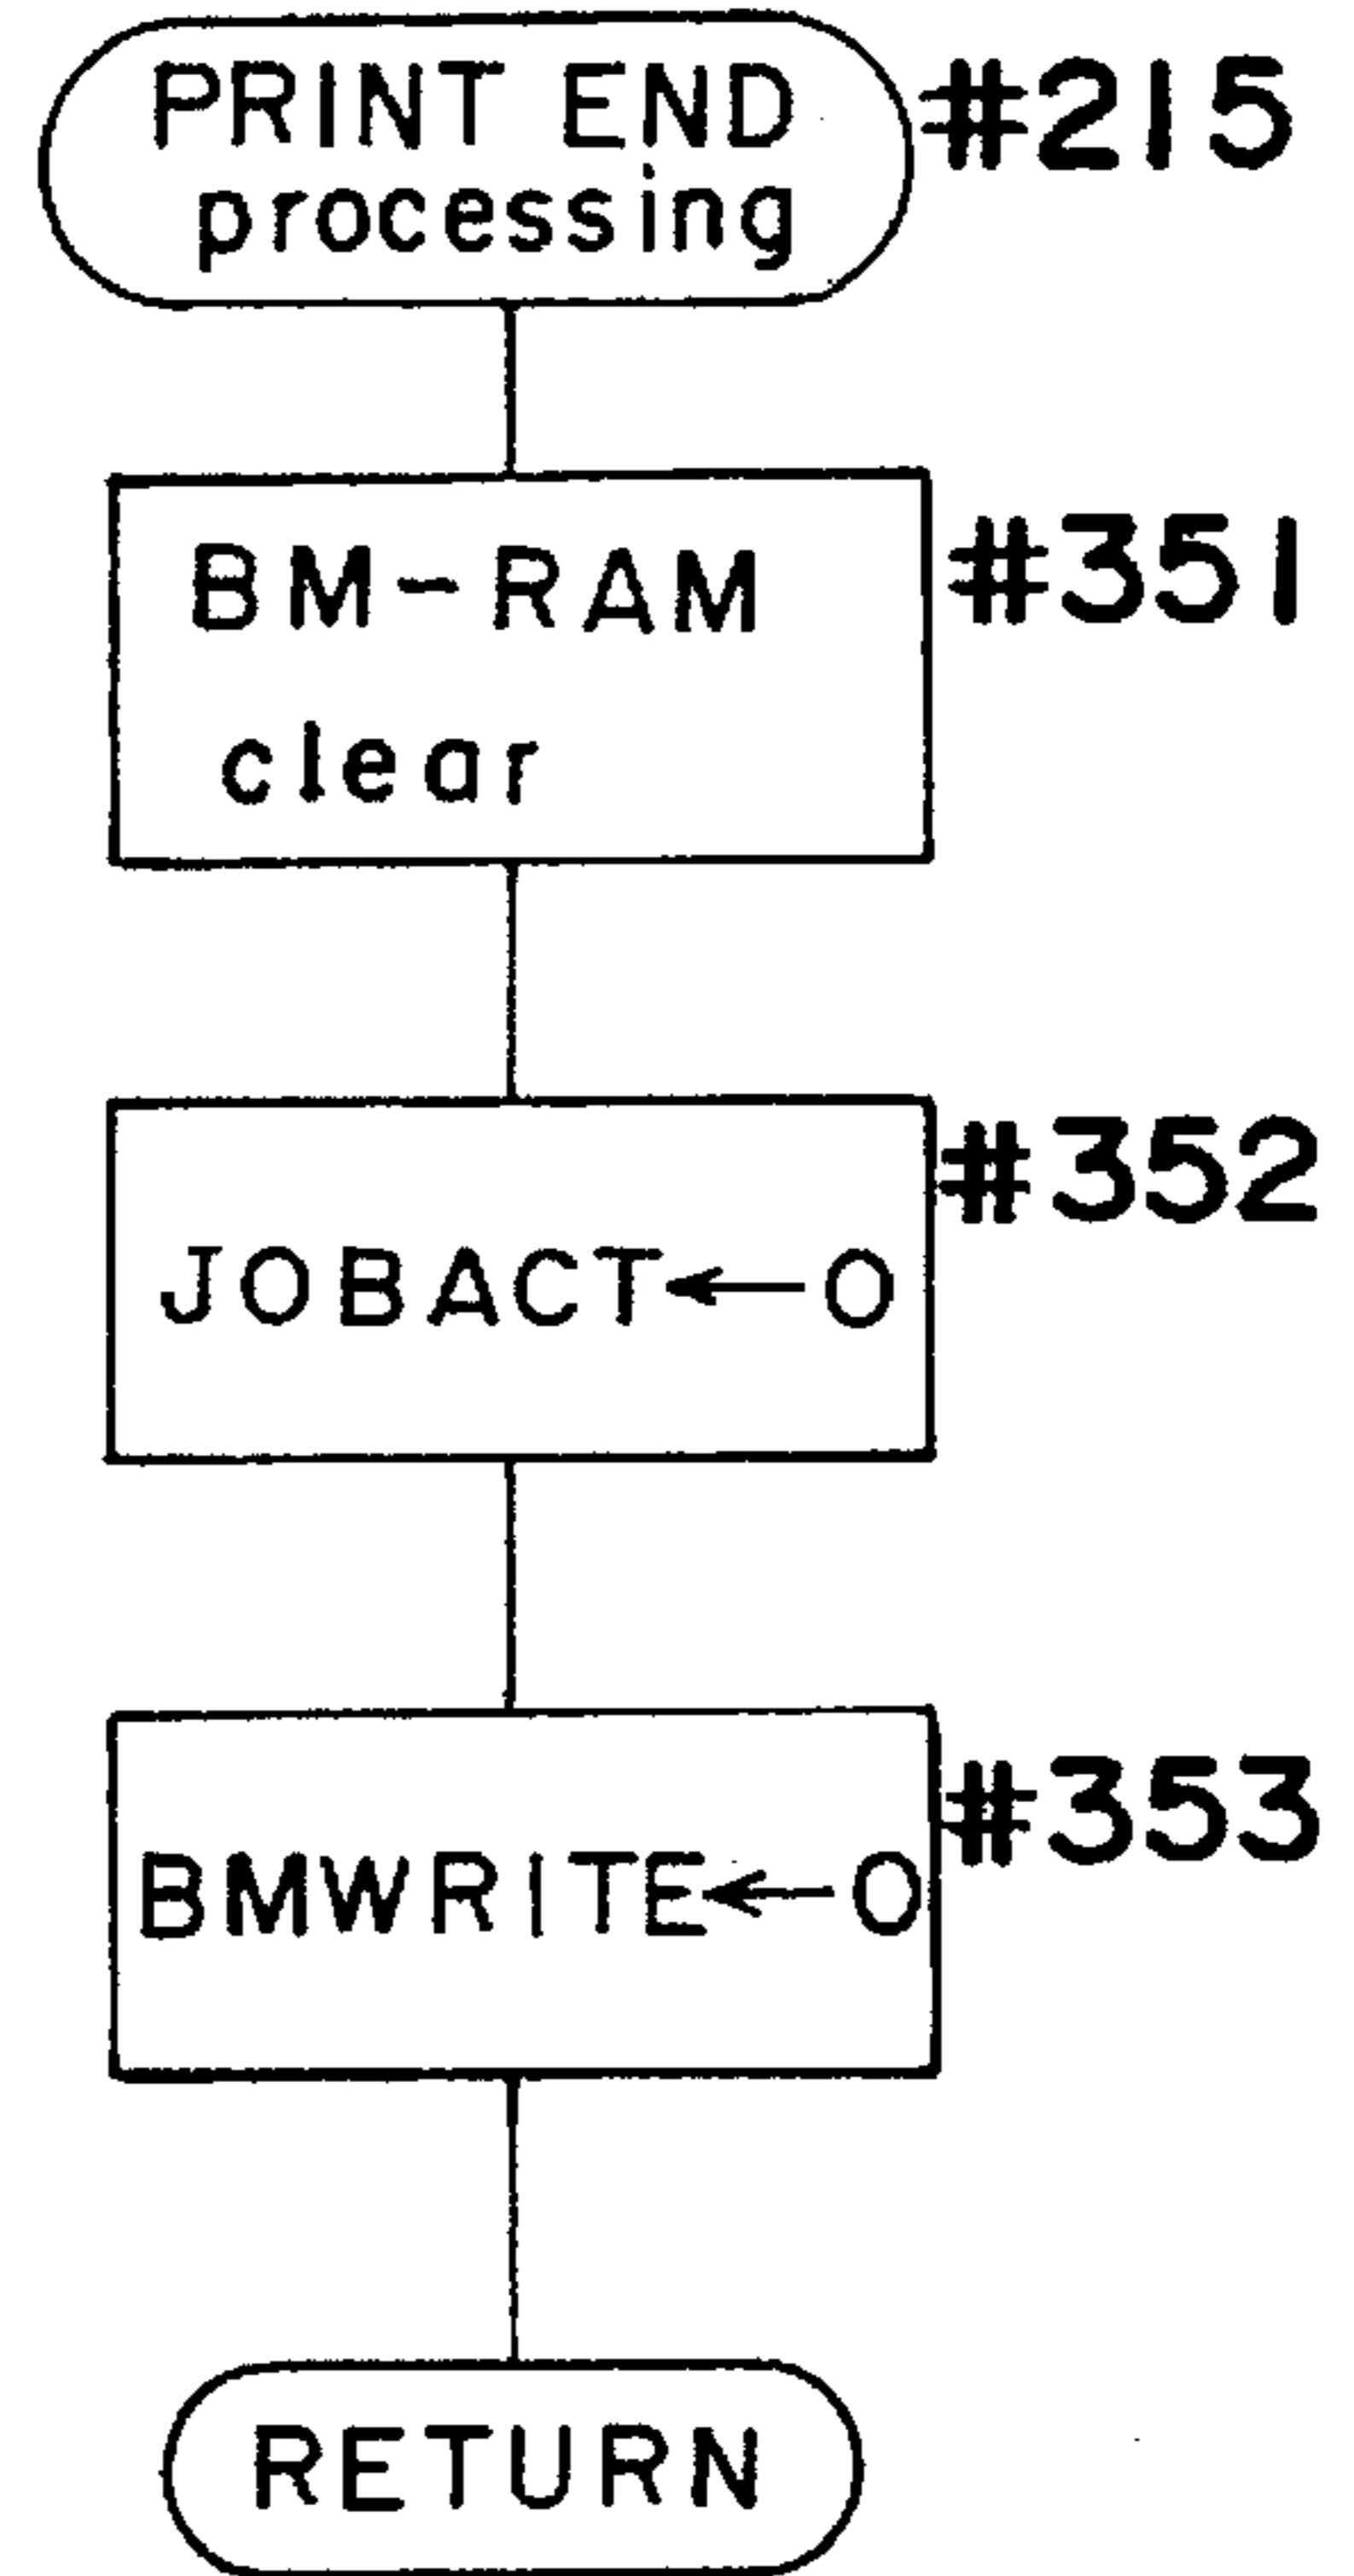 PRINT END #215
processing
BM-RAM #351
clear
#352
JOBACT←0
#353
BMWRITE←0
RETURN